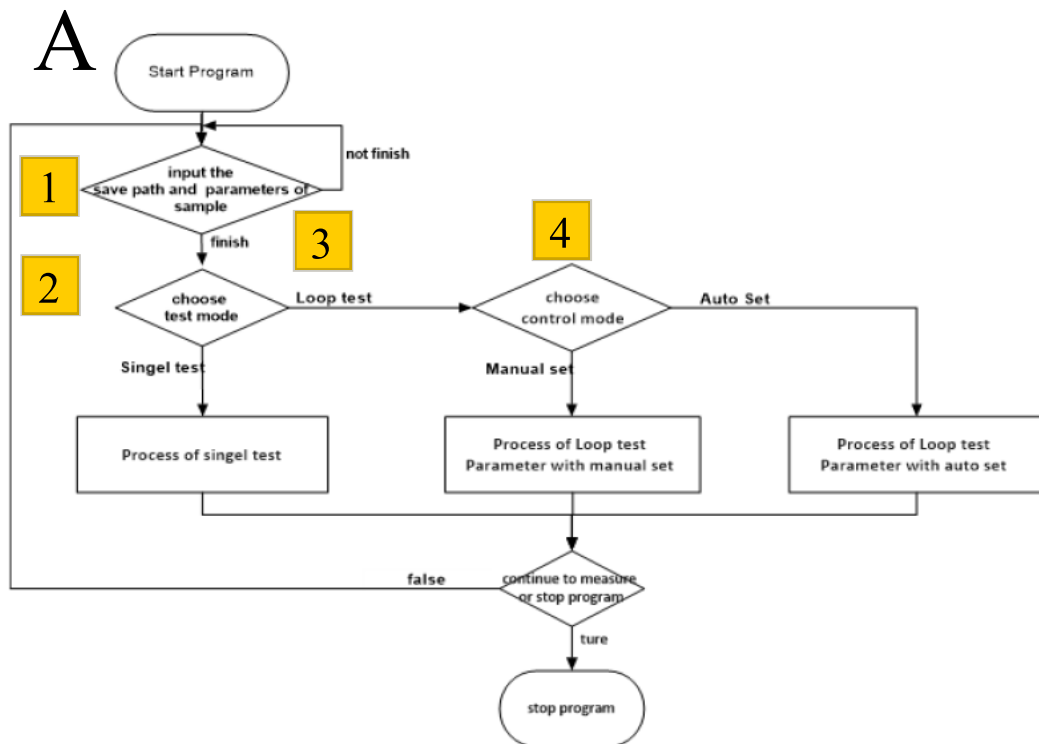 A
Start Program
not finish
1
input the
save path and parameters of
sample
finish
3
4
2
choose
test mode
Loop test
choose
control mode
Auto Set
Singel test
Manual set
Process of singel test
Process of Loop test
Parameter with manual set
Process of Loop test
Parameter with auto set
false
continue to measure
or stop program
ture
stop program